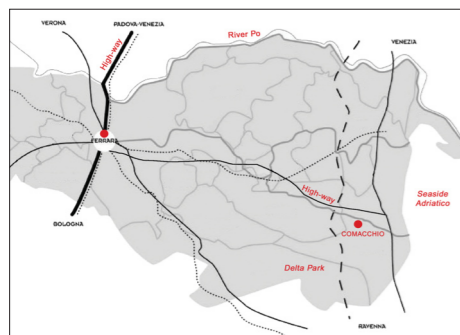 VERONA
PADOVA-VENEZIA
High-way
River Po
VENEZIA
FERRARA
High-way
Seaside
Adriatico
BOLOGNA
COMACCHIO
Delta Park
RAVENNA